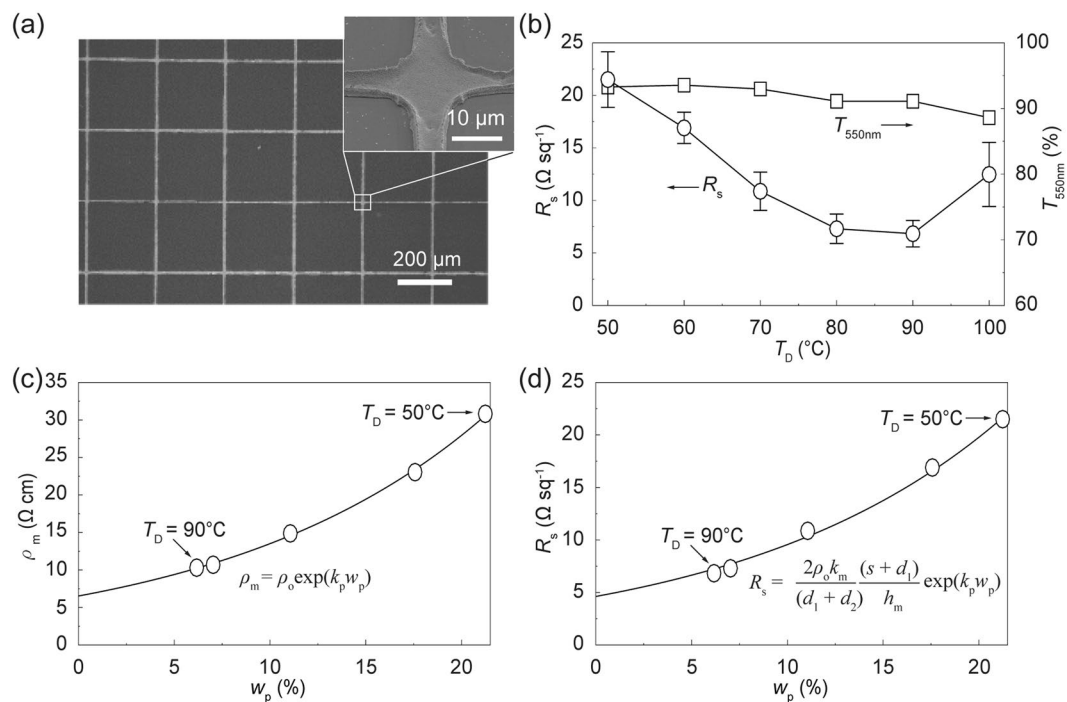 (a)
10 μm
200 μm
(b)
25
20
15
10
5
0
R_s (Ω sq⁻¹)
100
90
80
70
60
T_550nm (%)
T_550nm
R_s
50 60 70 80 90 100
T_D (°C)
(c)
35
30
25
20
15
10
5
0
ρ_m (Ω cm)
T_D = 50°C
T_D = 90°C
ρ_m = ρ_o exp(k_p w_p)
0 5 10 15 20
w_p (%)
(d)
25
20
15
10
5
0
R_s (Ω sq⁻¹)
T_D = 50°C
T_D = 90°C
R_s = 2ρ_o k_m / (d_1 + d_2) (s + d_1) / h_m exp(k_p w_p)
0 5 10 15 20
w_p (%)